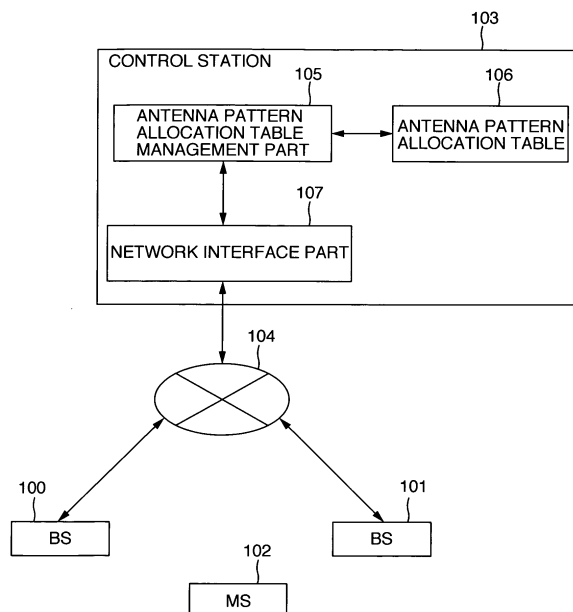 103
CONTROL STATION
105
106
ANTENNA PATTERN
ALLOCATION TABLE
MANAGEMENT PART
ANTENNA PATTERN
ALLOCATION TABLE
107
NETWORK INTERFACE PART
104
100
101
BS
BS
102
MS